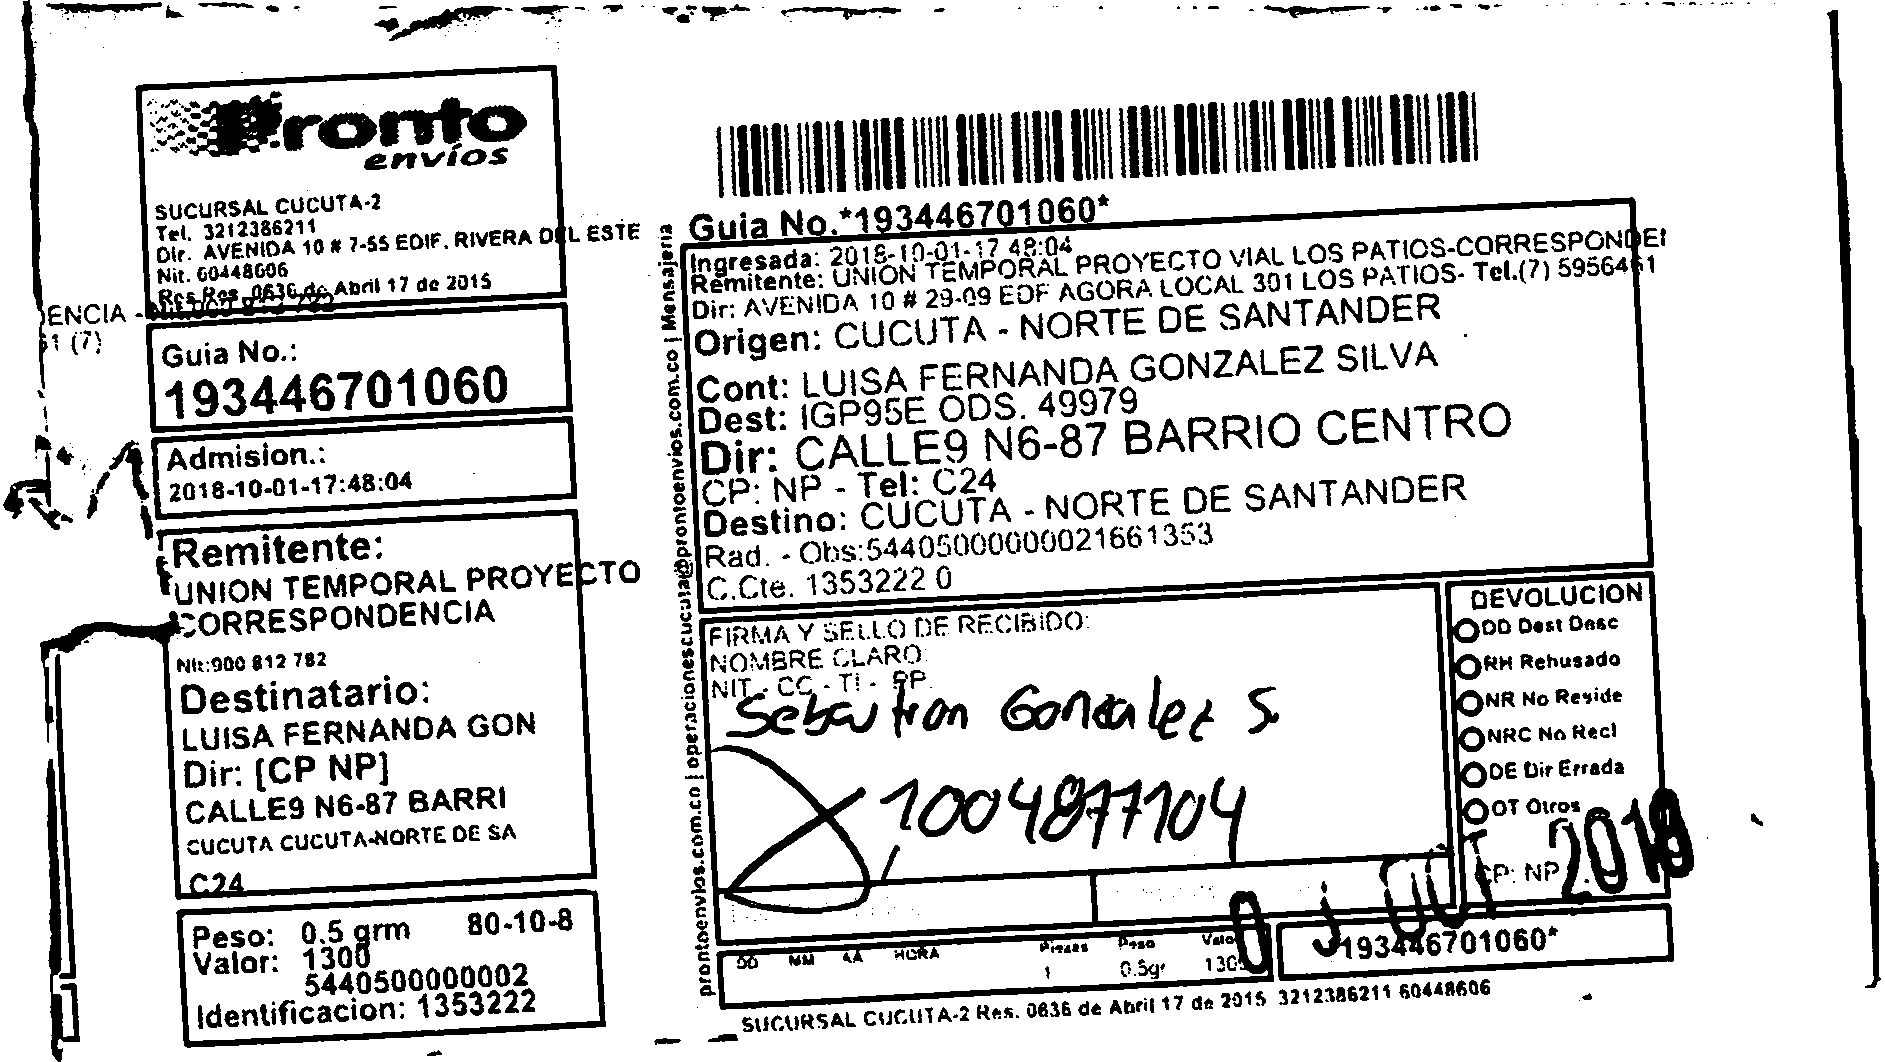 Pronto
envíos
SUCURSAL CUCUTA-2
Tel. 3212386211
Dir. AVENIDA 10 # 7-55 EDIF. RIVERA DEL ESTE
Nit. 60448606
Res Res. 0636 de Abril 17 de 2015
ENCIA -
51 (7)
Guia No.:
193446701060
Admision.:
2018-10-01-17:48:04
Remitente:
UNION TEMPORAL PROYECTO
CORRESPONDENCIA
Nit:900 812 782
Destinatario:
LUISA FERNANDA GON
Dir: [CP NP]
CALLE9 N6-87 BARRI
CUCUTA CUCUTA-NORTE DE SA
C24
Peso: 0.5 grm 80-10-8
Valor: 1300
5440500000002
Identificacion: 1353222
prontoenvios.com.co | operacionescucuta@prontoenvios.com.co | Mensajeria
Guia No.*193446701060*
Ingresada: 2018-10-01-17 48:04
Remitente: UNION TEMPORAL PROYECTO VIAL LOS PATIOS-CORRESPONDEI
Dir: AVENIDA 10 # 29-09 EDF AGORA LOCAL 301 LOS PATIOS- Tel.(7) 5956461
Origen: CUCUTA - NORTE DE SANTANDER
Cont: LUISA FERNANDA GONZALEZ SILVA
Dest: IGP95E ODS. 49979
Dir: CALLE9 N6-87 BARRIO CENTRO
CP: NP - Tel: C24
Destino: CUCUTA - NORTE DE SANTANDER
Rad. - Obs:54405000000021661353
C.Cte. 1353222 0
FIRMA Y SELLO DE RECIBIDO:
NOMBRE CLARO
NIT - CC - TI - PP
Sebastian Gonzalez S.
1004877104
DEVOLUCION
DD Dest Desc
RH Rehusado
NR No Reside
NRC No Recl
DE Dir Errada
OT Otros
CP: NP
OCT 2018
DD MM AA HORA
Piezas Peso Valor
1 0.5gr 1300
*193446701060*
SUCURSAL CUCUTA-2 Res. 0636 de Abril 17 de 2015 3212386211 60448606